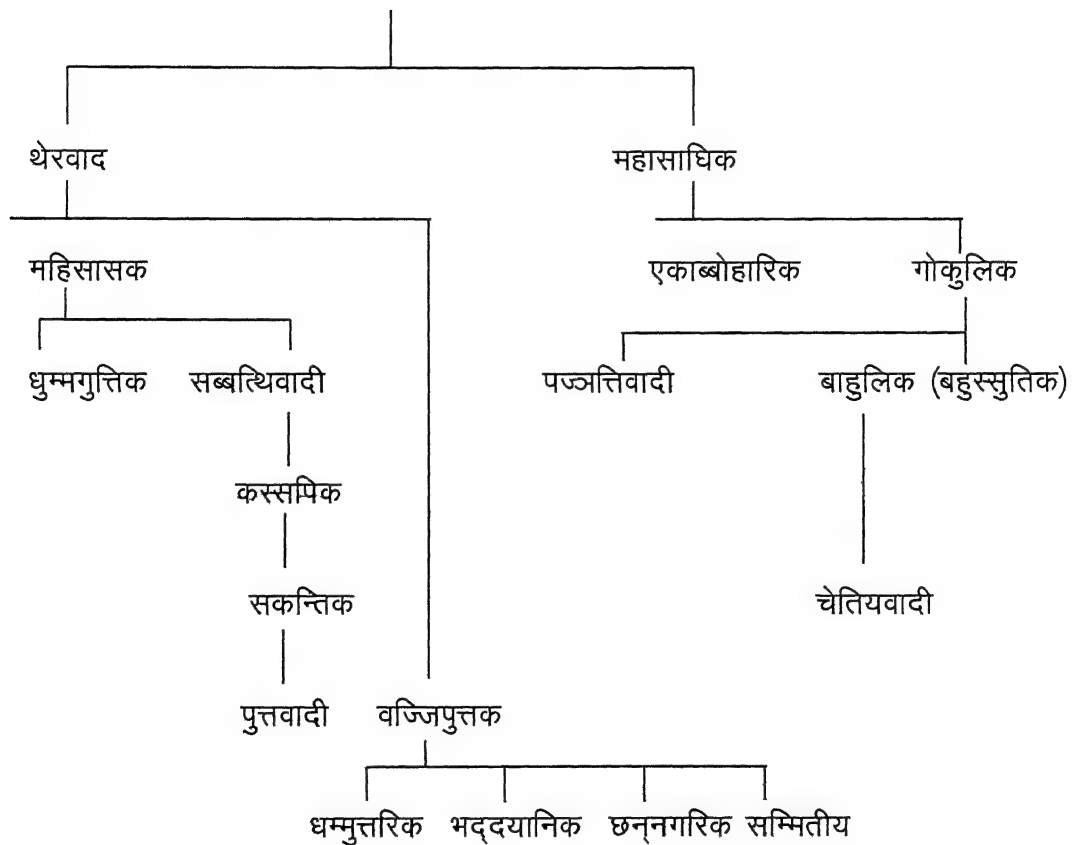 थेरवाद महासाघिक
महिसासक एकाब्बोहारिक गोकुलिक
धुम्मगुत्तिक सब्बत्थिवादी पञ्ञत्तिवादी बाहुलिक (बहुस्सुतिक)
कस्सपिक
सकन्तिक चेतियवादी
पुत्तवादी वज्जिपुत्तक
धम्मुत्तरिक भद्‌दयानिक छन्‌नगरिक सम्मितीय